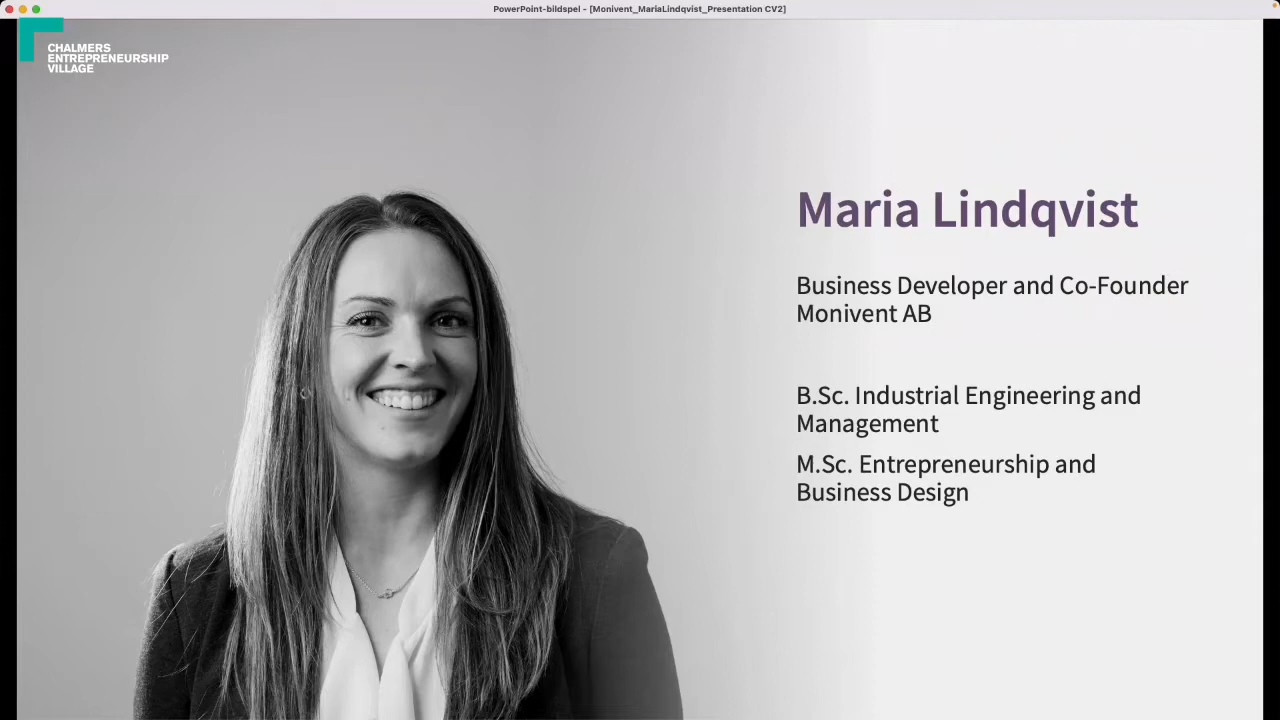 PowerPoint-bildspel - [Monivent_MariaLindqvist_Presentation CV2]
CHALMERS
ENTREPRENEURSHIP
VILLAGE
Maria Lindqvist
Business Developer and Co-Founder
Monivent AB
B.Sc. Industrial Engineering and
Management
M.Sc. Entrepreneurship and
Business Design